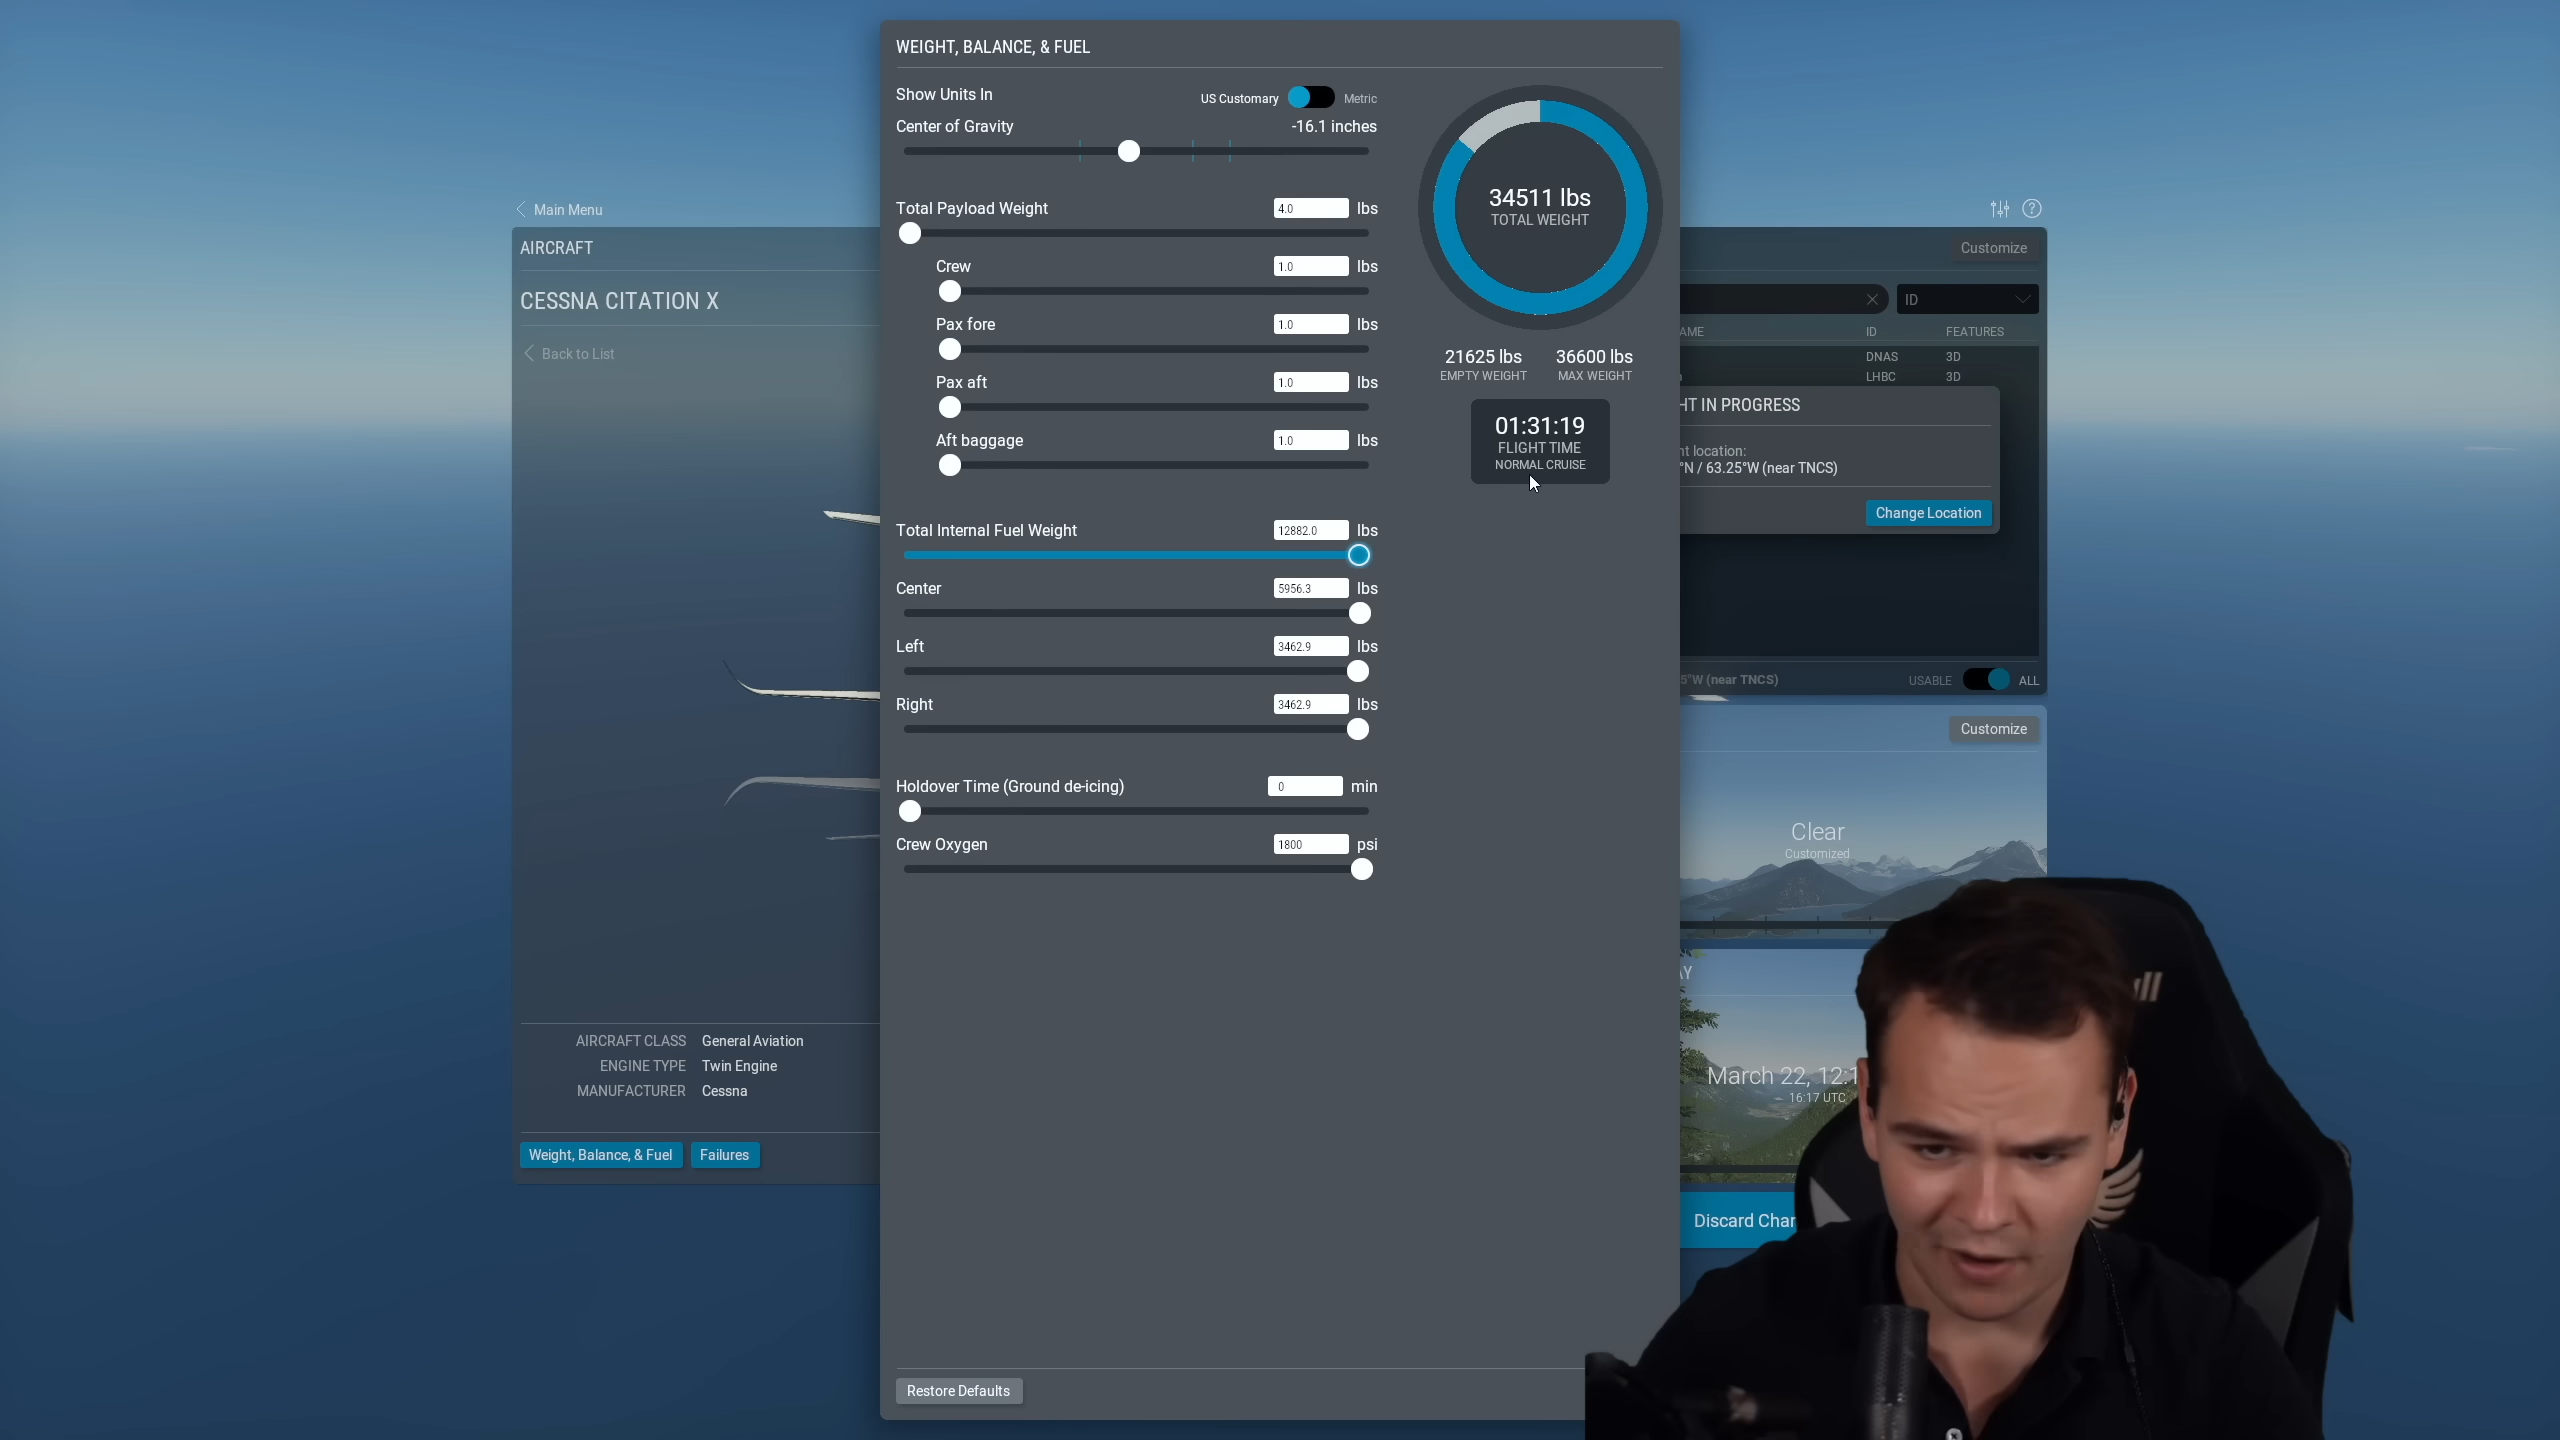 WEIGHT, BALANCE, & FUEL
Show Units In
US Customary
Metric
Center of Gravity
-16.1 inches
Total Payload Weight
4.0 lbs
Crew
1.0 lbs
Pax fore
1.0 lbs
Pax aft
1.0 lbs
Aft baggage
1.0 lbs
Total Internal Fuel Weight
12882.0 lbs
Center
5956.3 lbs
Left
3462.9 lbs
Right
3462.9 lbs
Holdover Time (Ground de-icing)
0 min
Crew Oxygen
1800 psi
Restore Defaults
34511 lbs
TOTAL WEIGHT
21625 lbs
EMPTY WEIGHT
36600 lbs
MAX WEIGHT
01:31:19
FLIGHT TIME
NORMAL CRUISE
Main Menu
AIRCRAFT
CESSNA CITATION X
Back to List
AIRCRAFT CLASS General Aviation
ENGINE TYPE Twin Engine
MANUFACTURER Cessna
Weight, Balance, & Fuel
Failures
Customize
ID
AME ID FEATURES
DNAS 3D
LHBC 3D
HT IN PROGRESS
nt location:
°N / 63.25°W (near TNCS)
Change Location
5°W (near TNCS)
USABLE
ALL
Customize
Clear
Customized
AY
March 22, 12:1
16:17 UTC
Discard Char